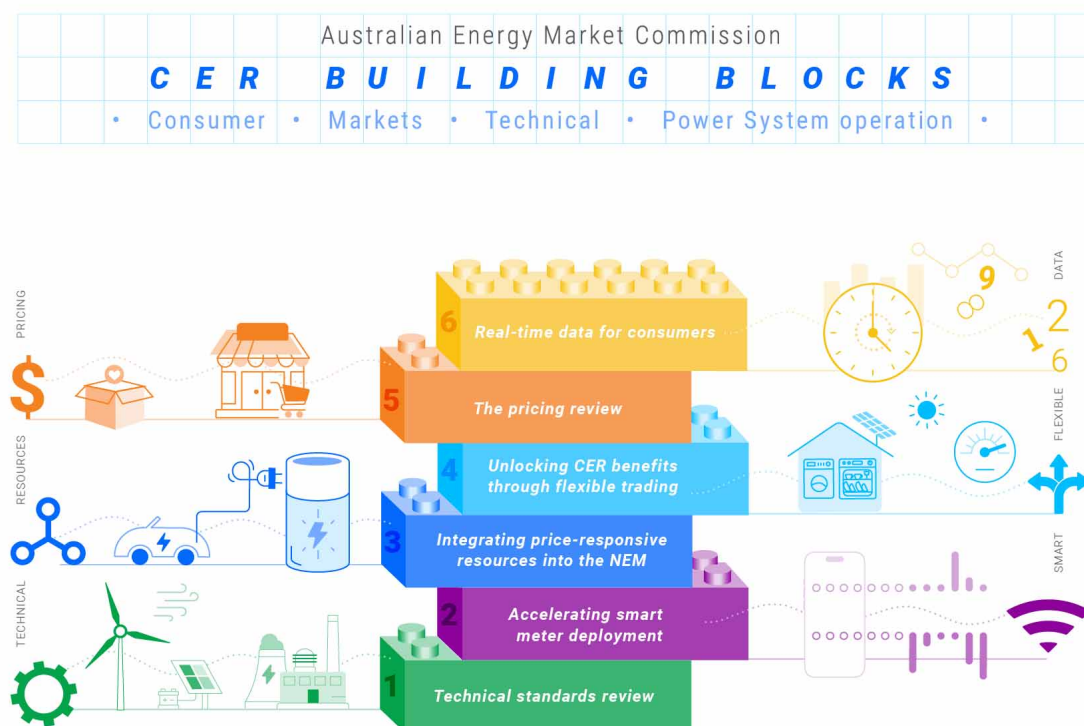 Australian Energy Market Commission
CER BUILDING BLOCKS
• Consumer • Markets • Technical • Power System operation •
DATA
9
2
1
6
PRICING
$
6
Real-time data for consumers
5
The pricing review
FLEXIBLE
4
Unlocking CER benefits
through flexible trading
RESOURCES
3
Integrating price-responsive
resources into the NEM
SMART
2
Accelerating smart
meter deployment
TECHNICAL
1
Technical standards review